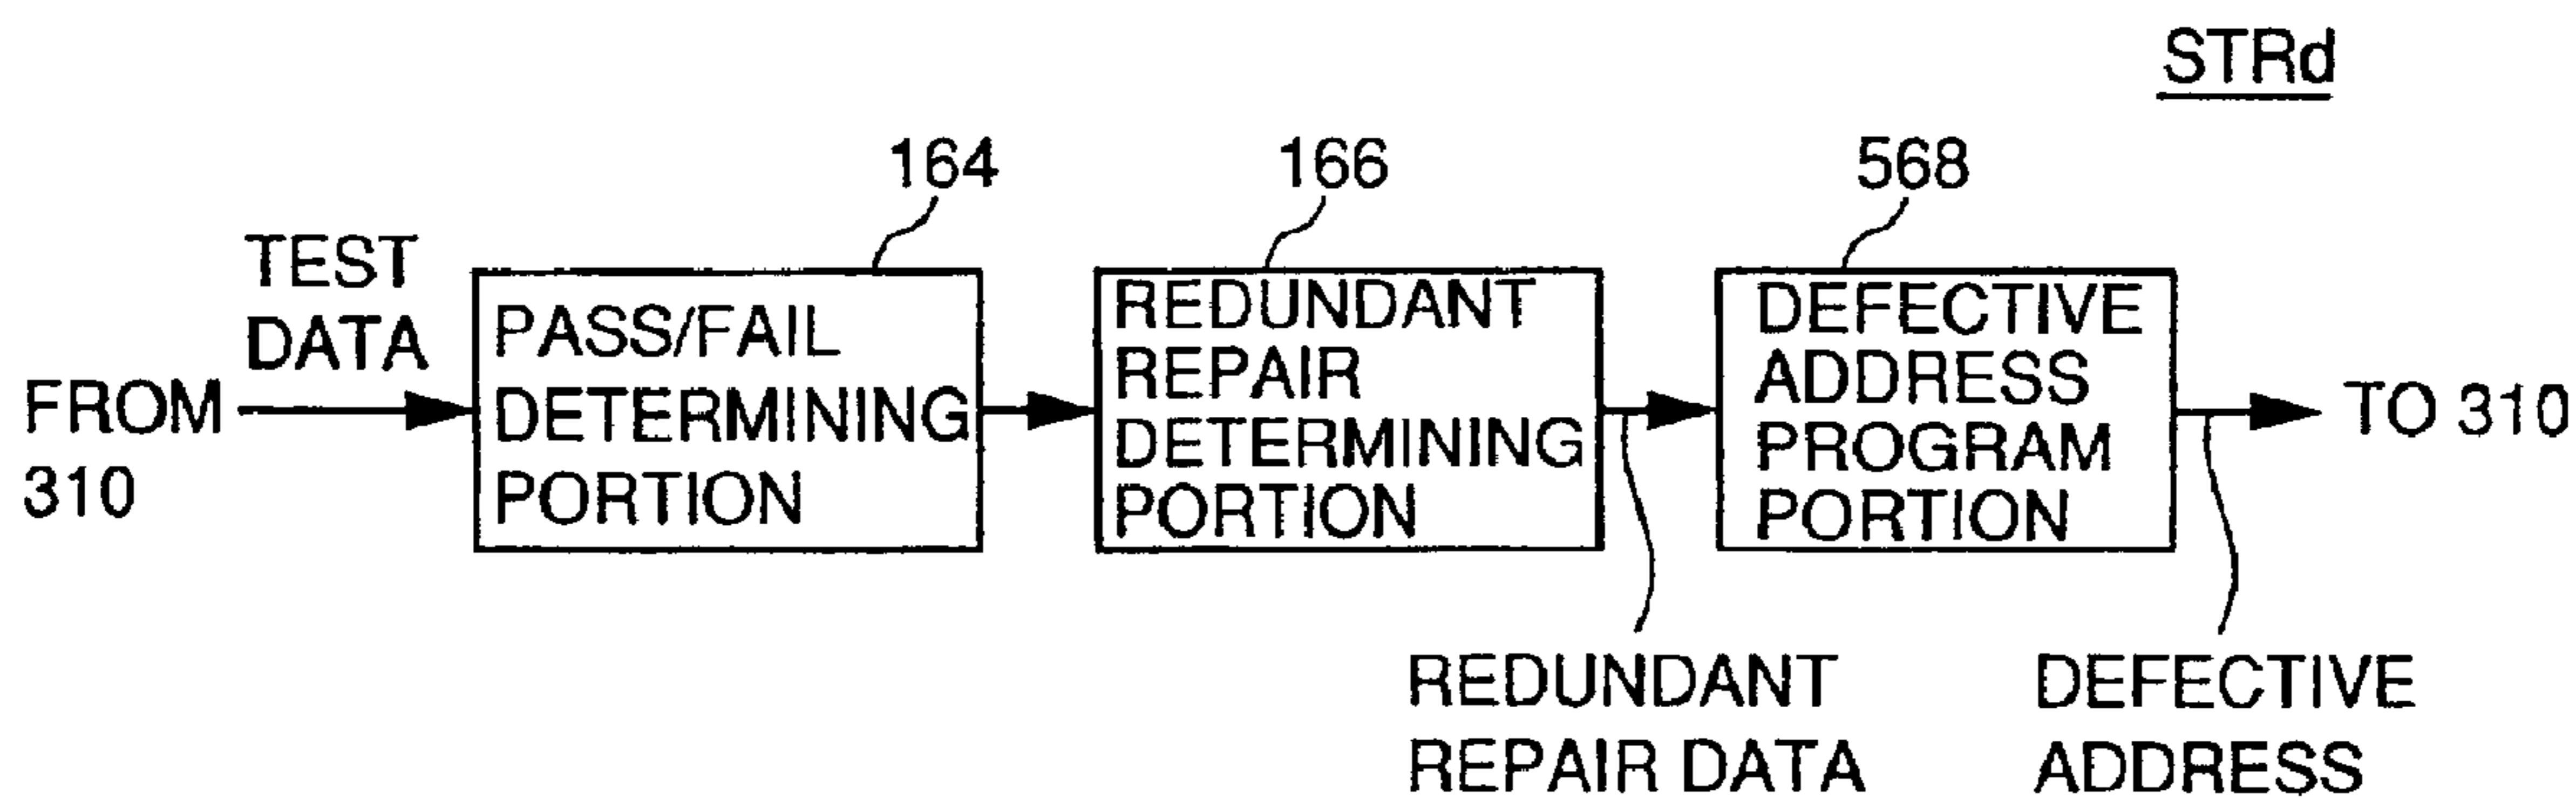 STRd
164
166
568
TEST
DATA
FROM
310
PASS/FAIL
DETERMINING
PORTION
REDUNDANT
REPAIR
DETERMINING
PORTION
DEFECTIVE
ADDRESS
PROGRAM
PORTION
TO 310
REDUNDANT
REPAIR DATA
DEFECTIVE
ADDRESS